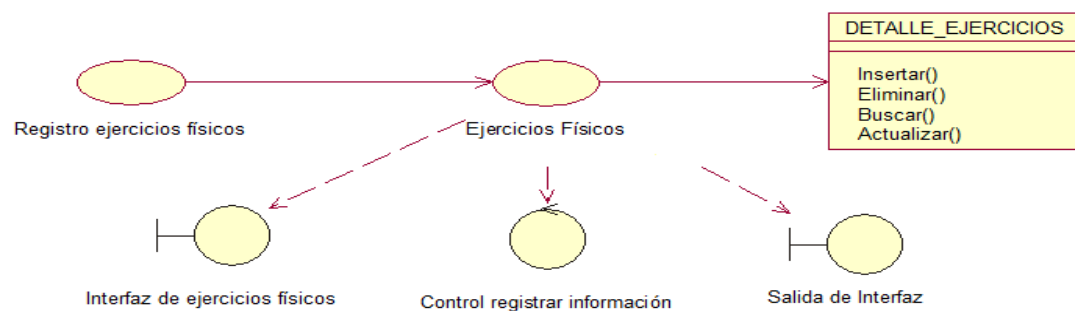 DETALLE_EJERCICIOS
Insertar()
Eliminar()
Buscar()
Actualizar()
Registro ejercicios físicos
Ejercicios Físicos
Interfaz de ejercicios físicos
Control registrar información
Salida de Interfaz